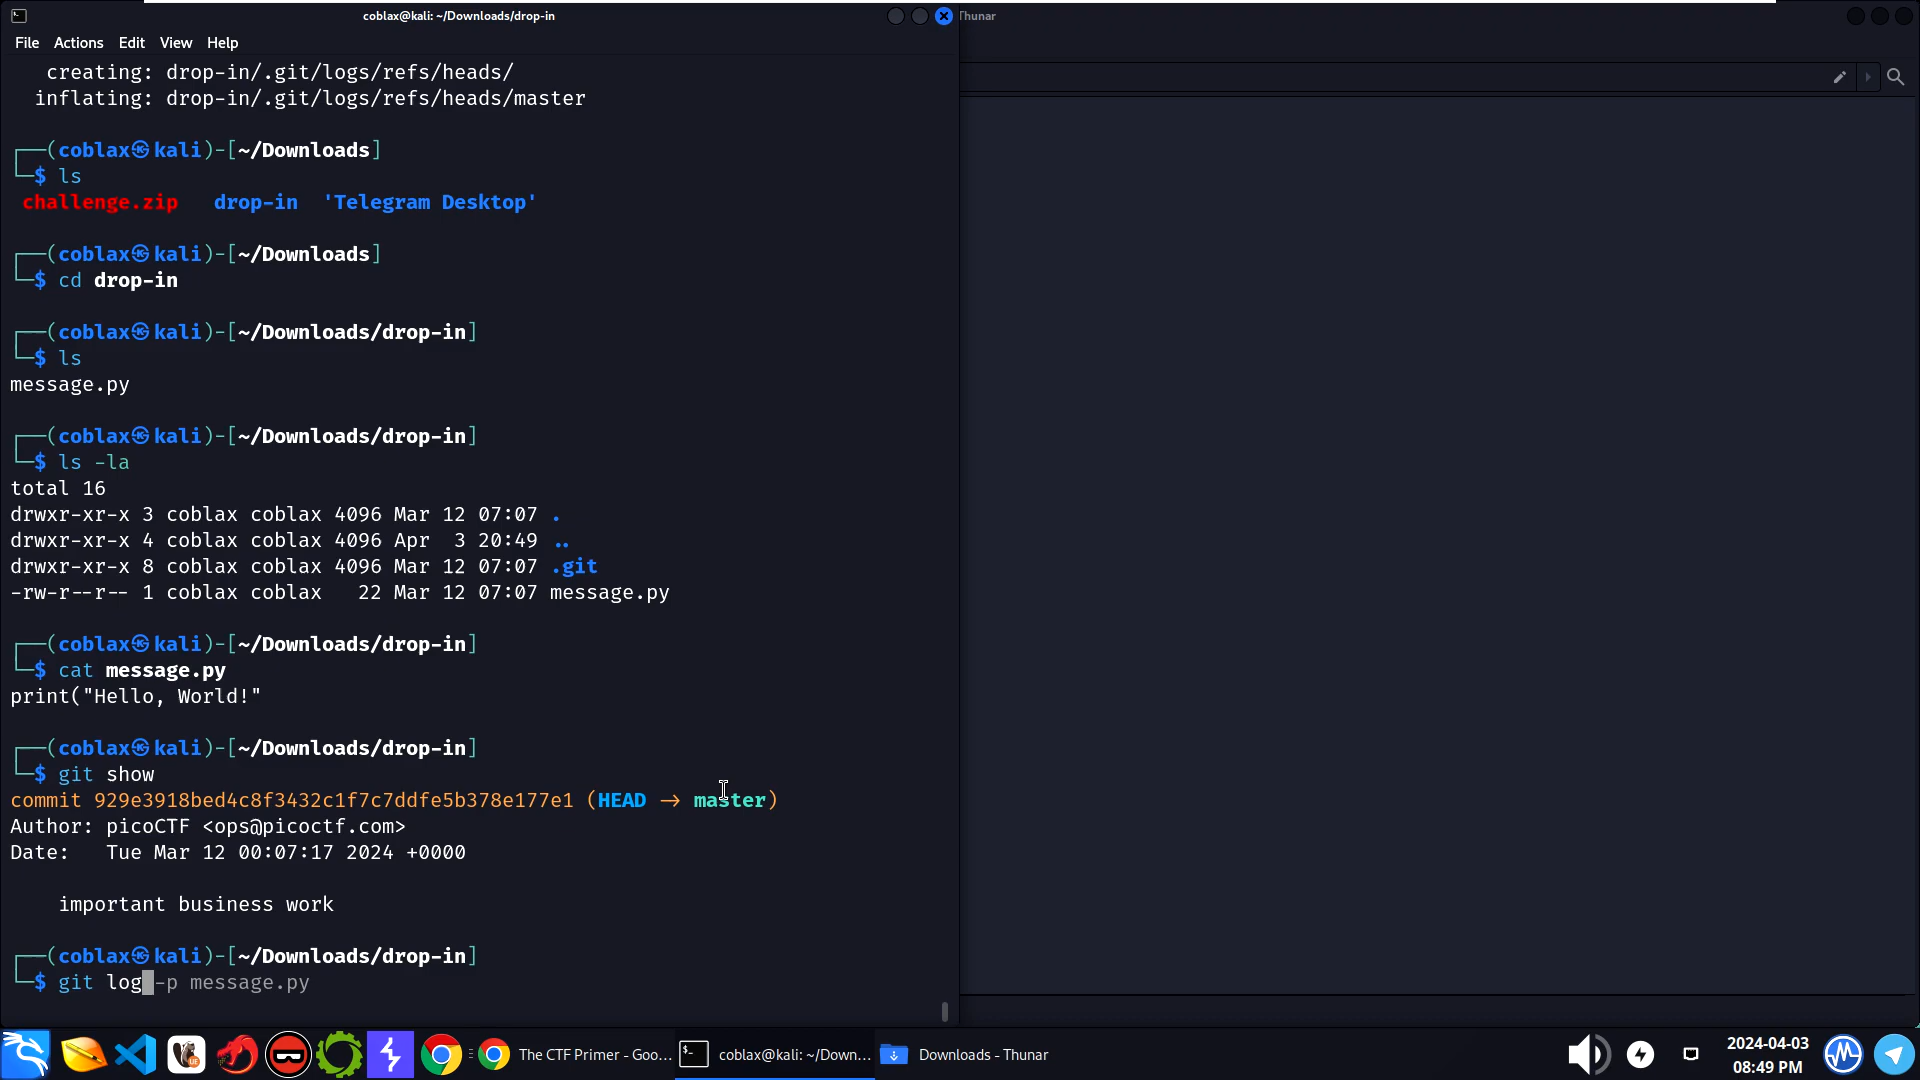 coblax@kali: ~/Downloads/drop-in
Thunar
File Actions Edit View Help
creating: drop-in/.git/logs/refs/heads/
inflating: drop-in/.git/logs/refs/heads/master
┌──(coblax㉿kali)-[~/Downloads]
└─$ ls
challenge.zip drop-in 'Telegram Desktop'
┌──(coblax㉿kali)-[~/Downloads]
└─$ cd drop-in
┌──(coblax㉿kali)-[~/Downloads/drop-in]
└─$ ls
message.py
┌──(coblax㉿kali)-[~/Downloads/drop-in]
└─$ ls -la
total 16
drwxr-xr-x 3 coblax coblax 4096 Mar 12 07:07 .
drwxr-xr-x 4 coblax coblax 4096 Apr 3 20:49 ..
drwxr-xr-x 8 coblax coblax 4096 Mar 12 07:07 .git
-rw-r--r-- 1 coblax coblax 22 Mar 12 07:07 message.py
┌──(coblax㉿kali)-[~/Downloads/drop-in]
└─$ cat message.py
print("Hello, World!"
┌──(coblax㉿kali)-[~/Downloads/drop-in]
└─$ git show
commit 929e3918bed4c8f3432c1f7c7ddfe5b378e177e1 (HEAD → master)
Author: picoCTF <ops@picoctf.com>
Date: Tue Mar 12 00:07:17 2024 +0000
important business work
┌──(coblax㉿kali)-[~/Downloads/drop-in]
└─$ git log -p message.py
The CTF Primer - Goo...
coblax@kali: ~/Down...
Downloads - Thunar
2024-04-03
08:49 PM